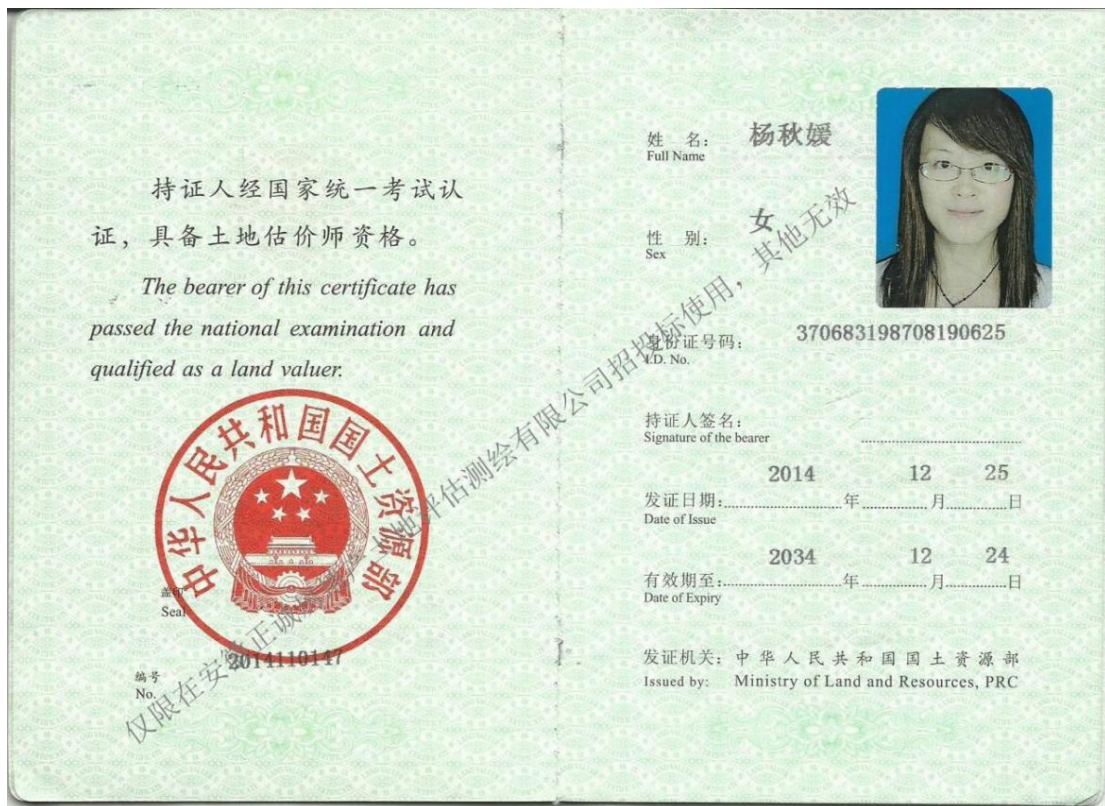 持证人经国家统一考试认
证，具备土地估价师资格。
The bearer of this certificate has
passed the national examination and
qualified as a land valuer.
中华人民共和国国土资源部
盖印
Seal
2014110147
编号
No.
姓 名： 杨秋媛
Full Name
性 别： 女
Sex
身份证号码： 370683198708190625
I.D. No.
持证人签名：
Signature of the bearer
2014 12 25
发证日期： 年 月 日
Date of Issue
2034 12 24
有效期至： 年 月 日
Date of Expiry
发证机关： 中华人民共和国国土资源部
Issued by: Ministry of Land and Resources, PRC
仅限在安 正诚 地评估测绘有限公司招投标使用，其他无效